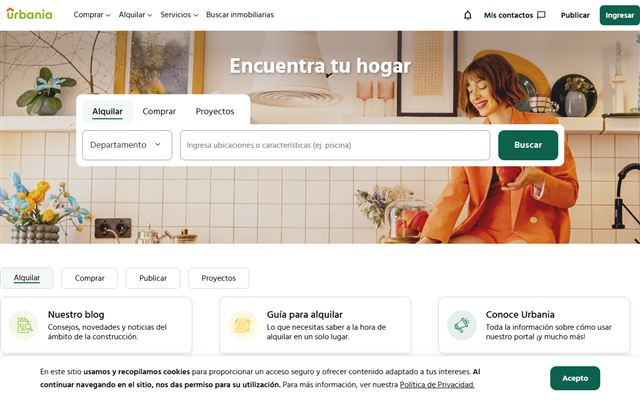 urbania
Comprar Alquilar Servicios Buscar inmobiliarias
Mis contactos Publicar Ingresar
Encuentra tu hogar
Alquilar Comprar Proyectos
Departamento Ingresa ubicaciones o características (ej: piscina) Buscar
Alquilar Comprar Publicar Proyectos
Nuestro blog
Consejos, novedades y noticias del
ámbito de la construcción.
Guía para alquilar
Lo que necesitas saber a la hora de
alquilar en un solo lugar.
Conoce Urbania
Toda la información sobre cómo usar
nuestro portal ¡y mucho más!
En este sitio usamos y recopilamos cookies para proporcionar un acceso seguro y ofrecer contenido adaptado a tus intereses. Al
continuar navegando en el sitio, nos das permiso para su utilización. Para más información, ver nuestra Política de Privacidad.
Acepto